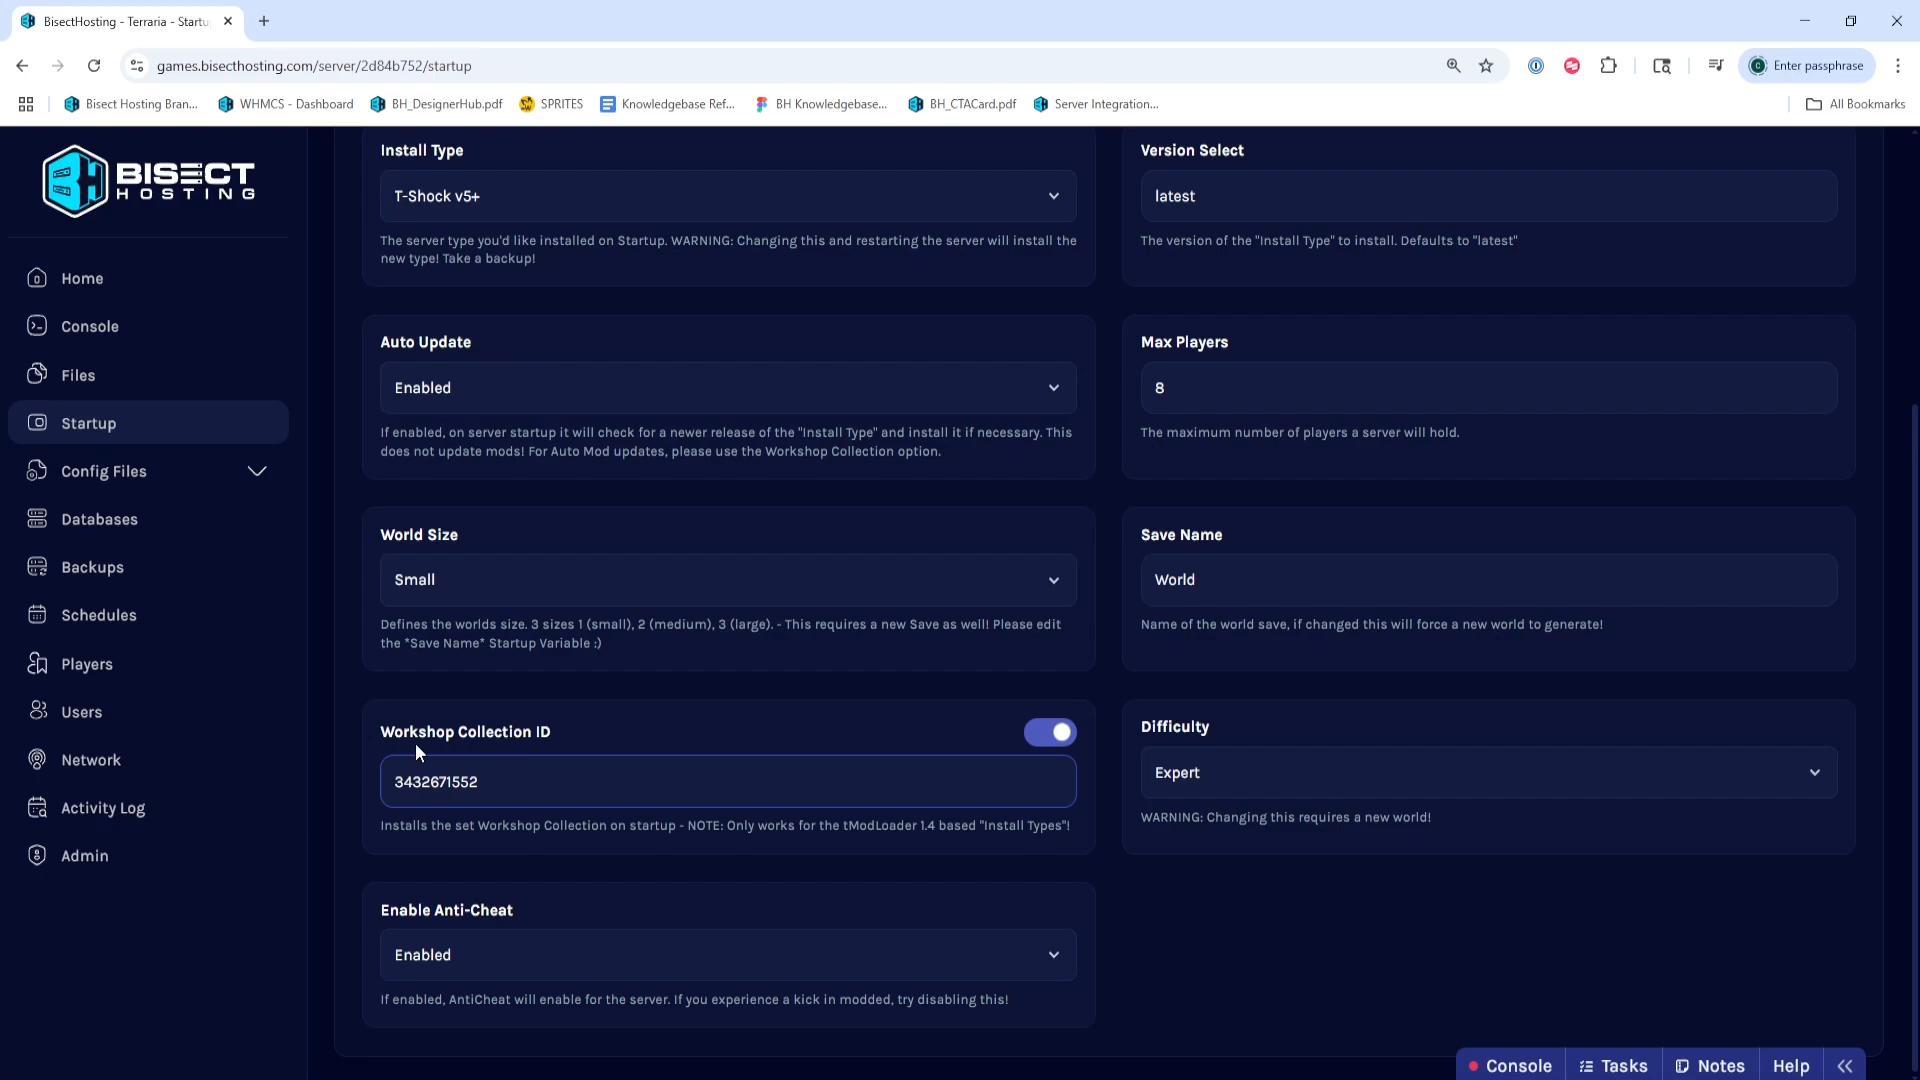 BisectHosting - Terraria - Startu
games.bisecthosting.com/server/2d84b752/startup
Enter passphrase
Bisect Hosting Bran...
WHMCS - Dashboard
BH_DesignerHub.pdf
SPRITES
Knowledgebase Ref...
BH Knowledgebase...
BH_CTACard.pdf
Server Integration...
All Bookmarks
BISECT
HOSTING
Home
Console
Files
Startup
Config Files
Databases
Backups
Schedules
Players
Users
Network
Activity Log
Admin
Install Type
T-Shock v5+
The server type you'd like installed on Startup. WARNING: Changing this and restarting the server will install the
new type! Take a backup!
Version Select
latest
The version of the "Install Type" to install. Defaults to "latest"
Auto Update
Enabled
If enabled, on server startup it will check for a newer release of the "Install Type" and install it if necessary. This
does not update mods! For Auto Mod updates, please use the Workshop Collection option.
Max Players
8
The maximum number of players a server will hold.
World Size
Small
Defines the worlds size. 3 sizes 1 (small), 2 (medium), 3 (large). - This requires a new Save as well! Please edit
the *Save Name* Startup Variable :)
Save Name
World
Name of the world save, if changed this will force a new world to generate!
Workshop Collection ID
3432671552
Installs the set Workshop Collection on startup - NOTE: Only works for the tModLoader 1.4 based "Install Types"!
Difficulty
Expert
WARNING: Changing this requires a new world!
Enable Anti-Cheat
Enabled
If enabled, AntiCheat will enable for the server. If you experience a kick in modded, try disabling this!
Console
Tasks
Notes
Help